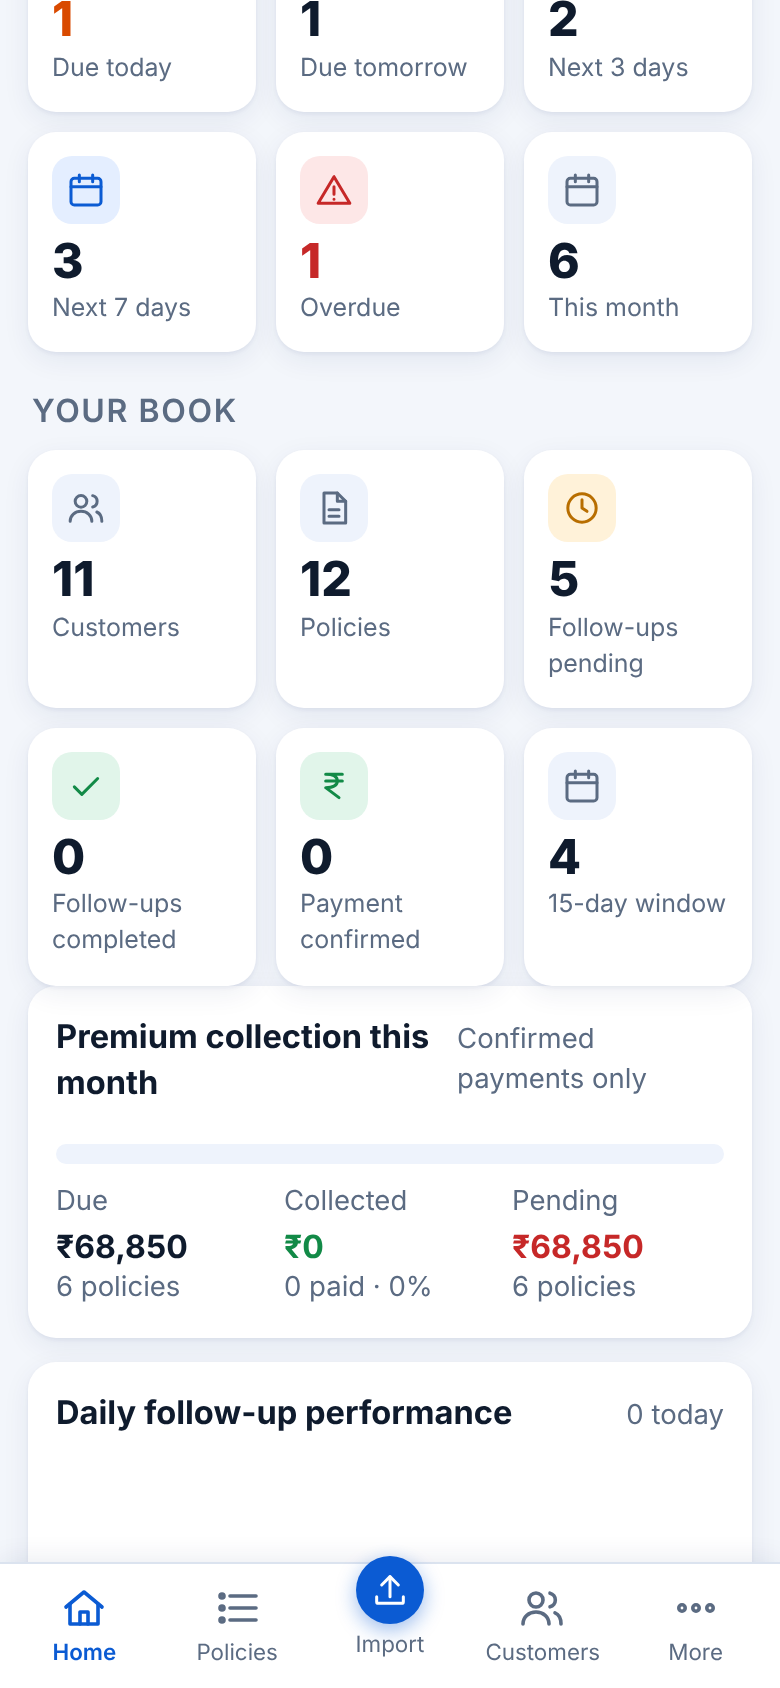 1
Due today
1
Due tomorrow
2
Next 3 days
3
Next 7 days
1
Overdue
6
This month
YOUR BOOK
11
Customers
12
Policies
5
Follow-ups
pending
0
Follow-ups
completed
₹
0
Payment
confirmed
4
15-day window
Premium collection this
month
Confirmed
payments only
Due
₹68,850
6 policies
Collected
₹0
0 paid · 0%
Pending
₹68,850
6 policies
Daily follow-up performance
0 today
Home
Policies
Import
Customers
More